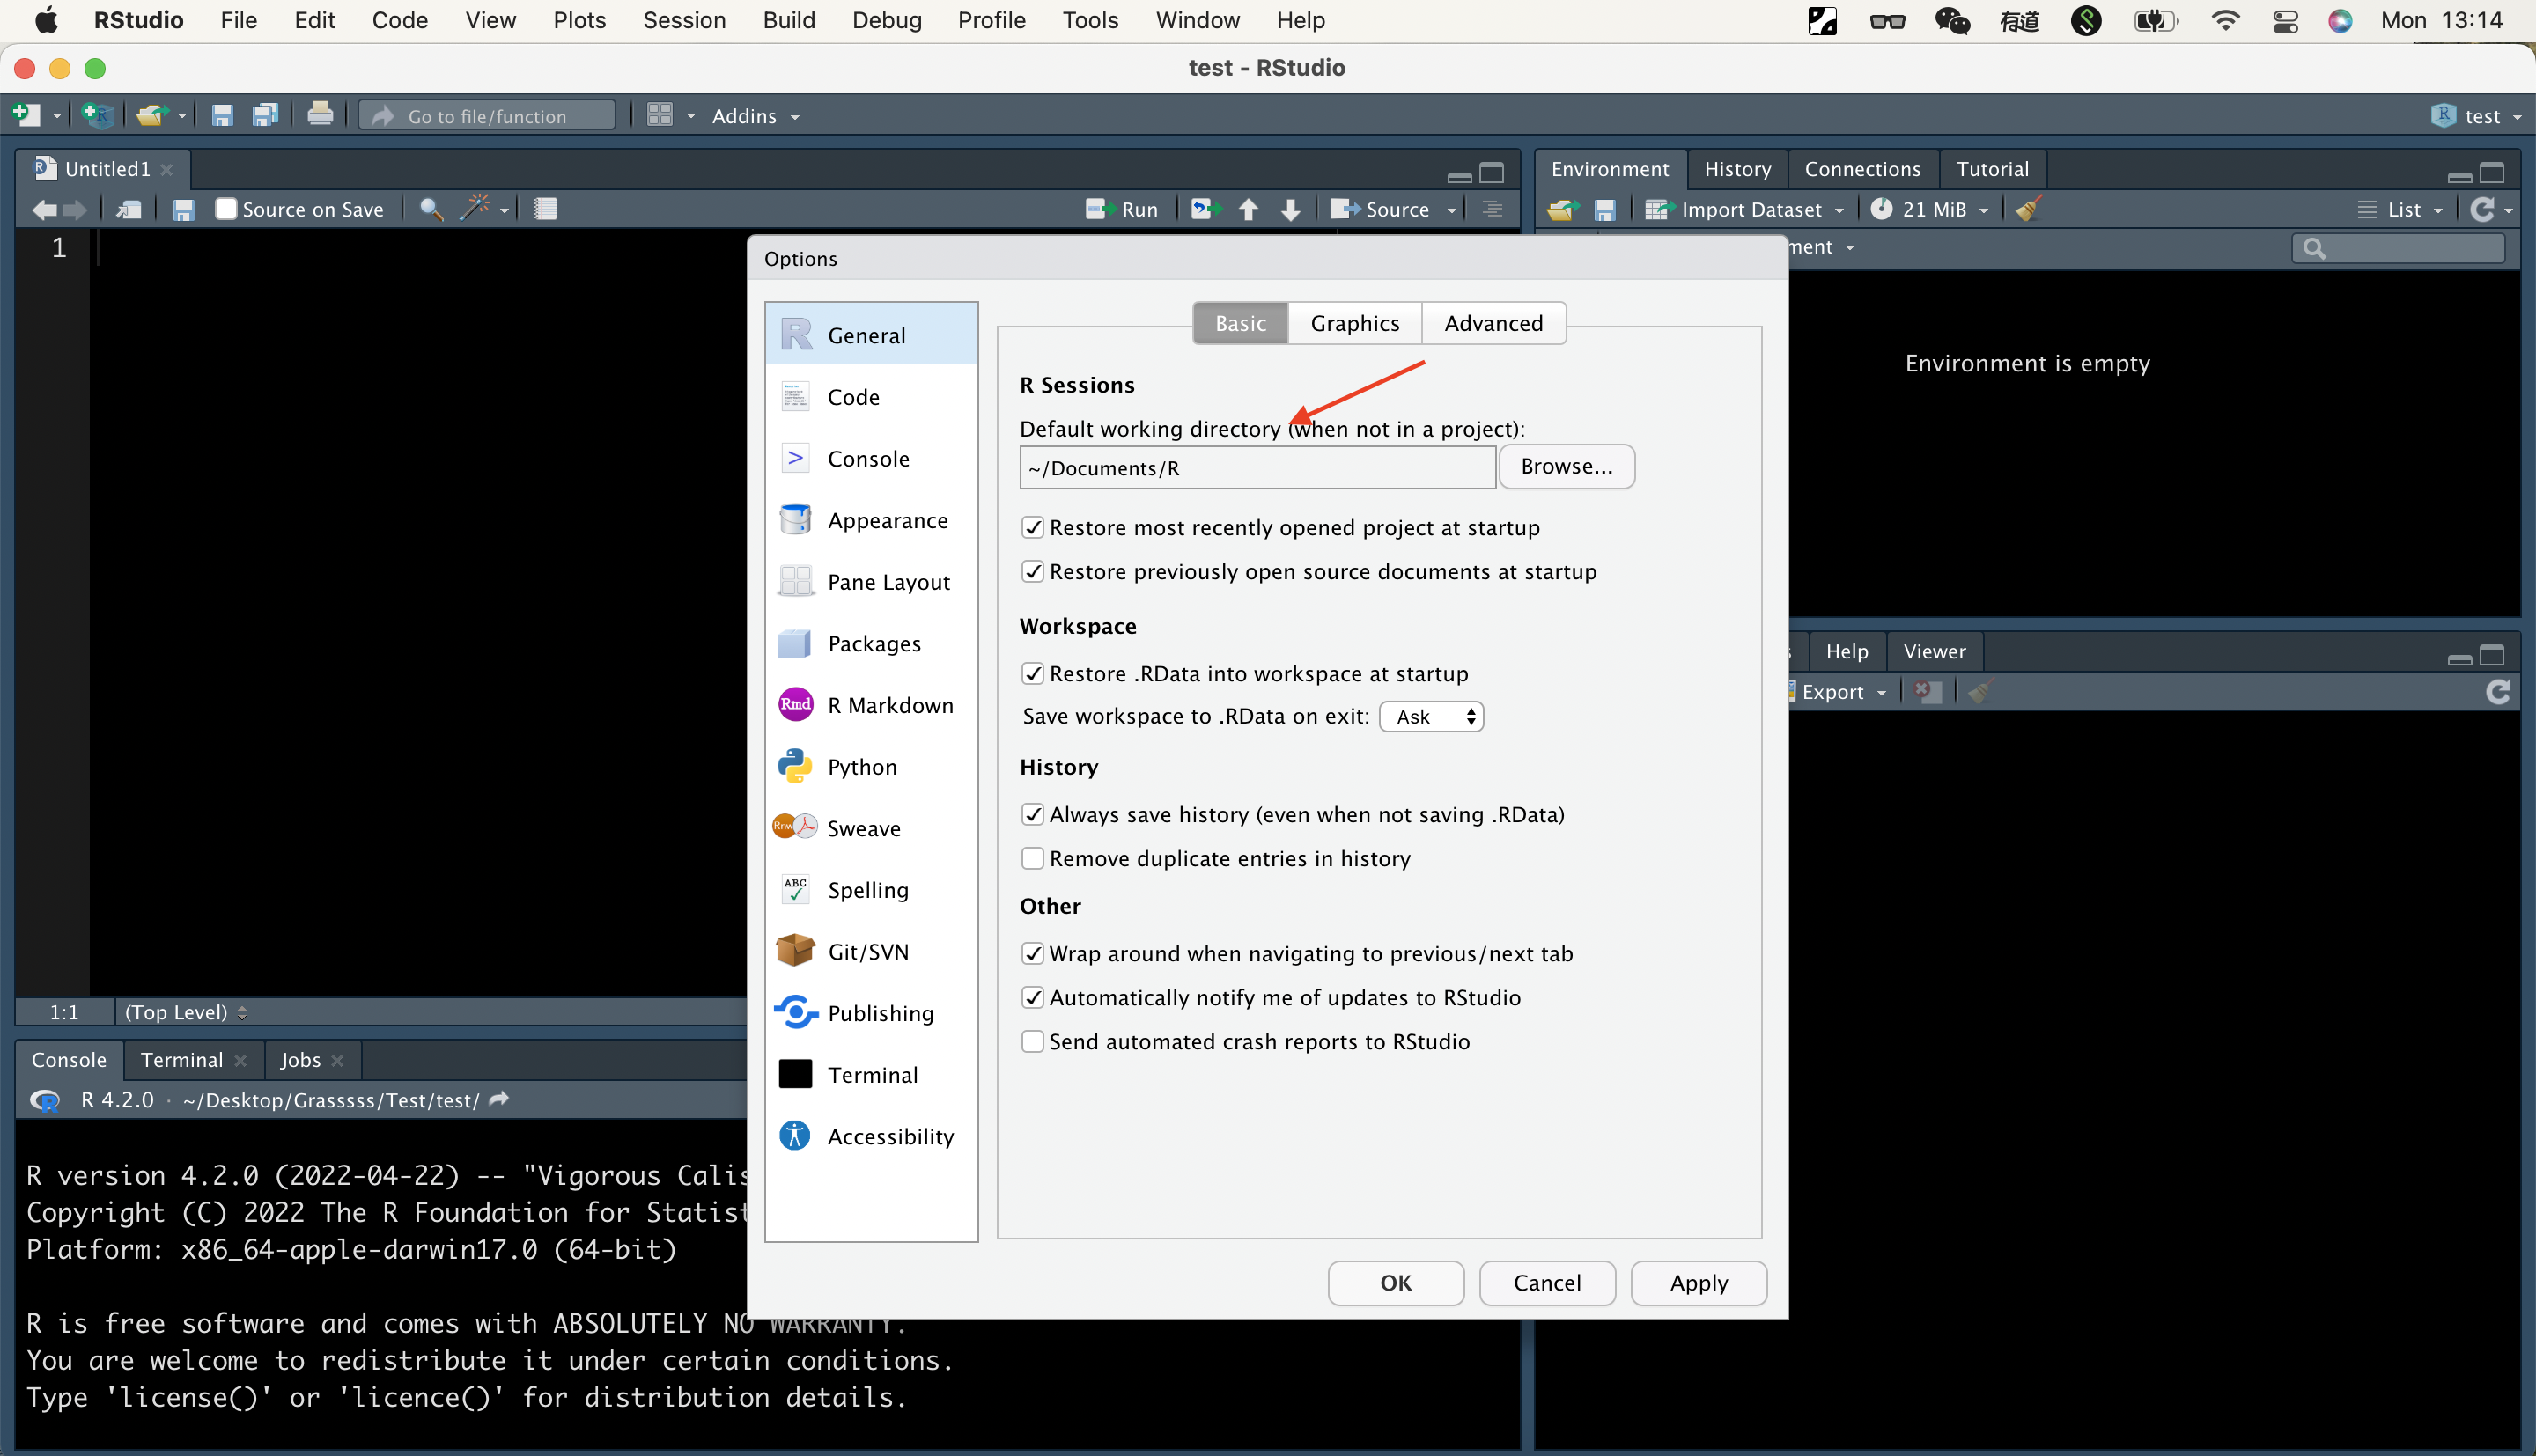 RStudio File Edit Code View Plots Session Build Debug Profile Tools Window Help 有道 Mon 13:14
test - RStudio
Go to file/function Addins test
Untitled1
Source on Save Run Source
1
1:1 (Top Level)
Console Terminal Jobs
R 4.2.0 · ~/Desktop/Grasssss/Test/test/
R version 4.2.0 (2022-04-22) -- "Vigorous Calis
Copyright (C) 2022 The R Foundation for Statist
Platform: x86_64-apple-darwin17.0 (64-bit)
R is free software and comes with ABSOLUTELY NO WARRANTY.
You are welcome to redistribute it under certain conditions.
Type 'license()' or 'licence()' for distribution details.
Options
General
Code
Console
Appearance
Pane Layout
Packages
Rmd R Markdown
Python
Rnw Sweave
ABC Spelling
Git/SVN
Publishing
Terminal
Accessibility
Basic Graphics Advanced
R Sessions
Default working directory (when not in a project):
~/Documents/R Browse...
Restore most recently opened project at startup
Restore previously open source documents at startup
Workspace
Restore .RData into workspace at startup
Save workspace to .RData on exit: Ask
History
Always save history (even when not saving .RData)
Remove duplicate entries in history
Other
Wrap around when navigating to previous/next tab
Automatically notify me of updates to RStudio
Send automated crash reports to RStudio
OK Cancel Apply
Environment History Connections Tutorial
Import Dataset 21 MiB List
ment
Environment is empty
s Help Viewer
Export